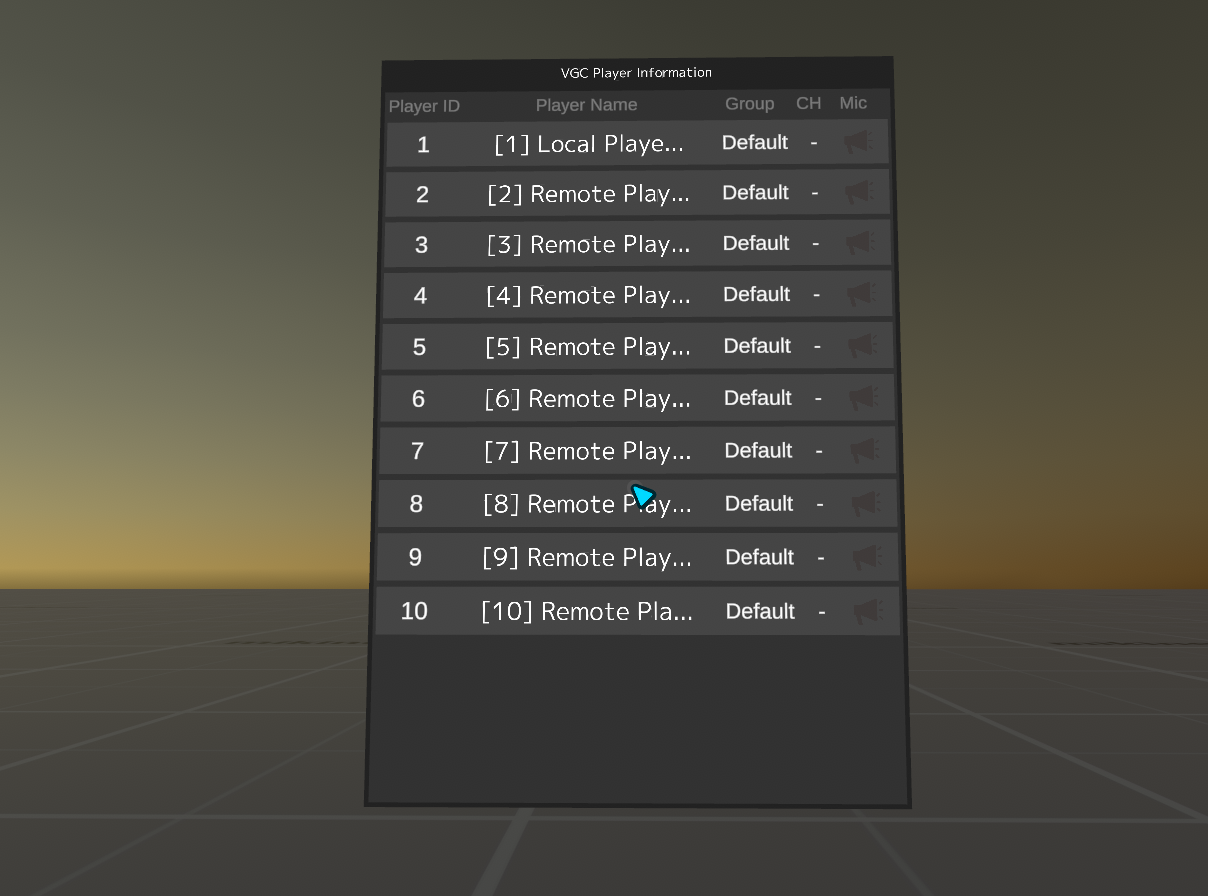 VGC Player Information
Player ID Player Name Group CH Mic
1 [1] Local Playe... Default -
2 [2] Remote Play... Default -
3 [3] Remote Play... Default -
4 [4] Remote Play... Default -
5 [5] Remote Play... Default -
6 [6] Remote Play... Default -
7 [7] Remote Play... Default -
8 [8] Remote Play... Default -
9 [9] Remote Play... Default -
10 [10] Remote Pla... Default -